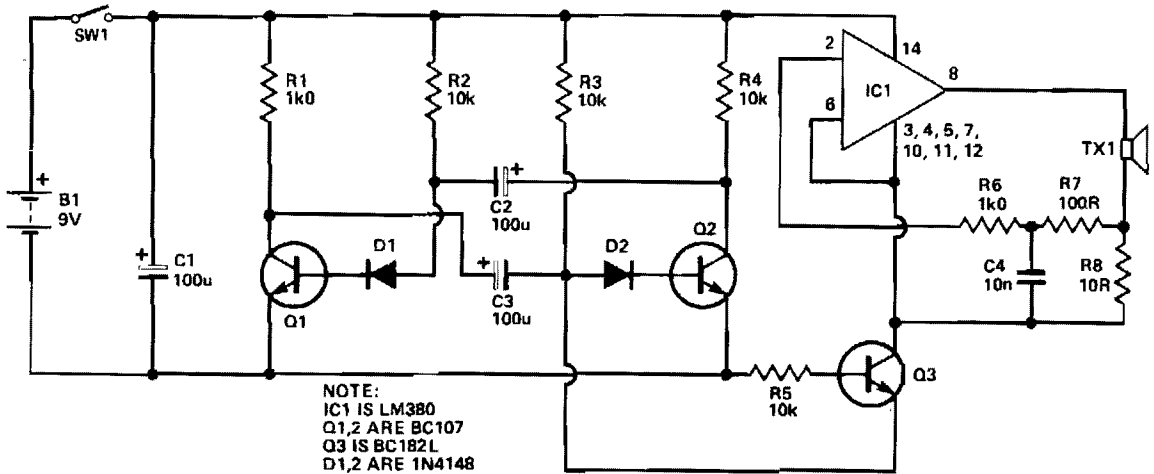 SW1
B1
9V
+
C1
100u
+
R1
1k0
R2
10k
R3
10k
R4
10k
C2
100u
+
C3
100u
+
D1
D2
Q1
Q2
R5
10k
Q3
2
6
14
8
IC1
3, 4, 5, 7,
10, 11, 12
TX1
R6
1k0
R7
100R
C4
10n
R8
10R
+
NOTE:
IC1 IS LM380
Q1,2 ARE BC107
Q3 IS BC182L
D1,2 ARE 1N4148